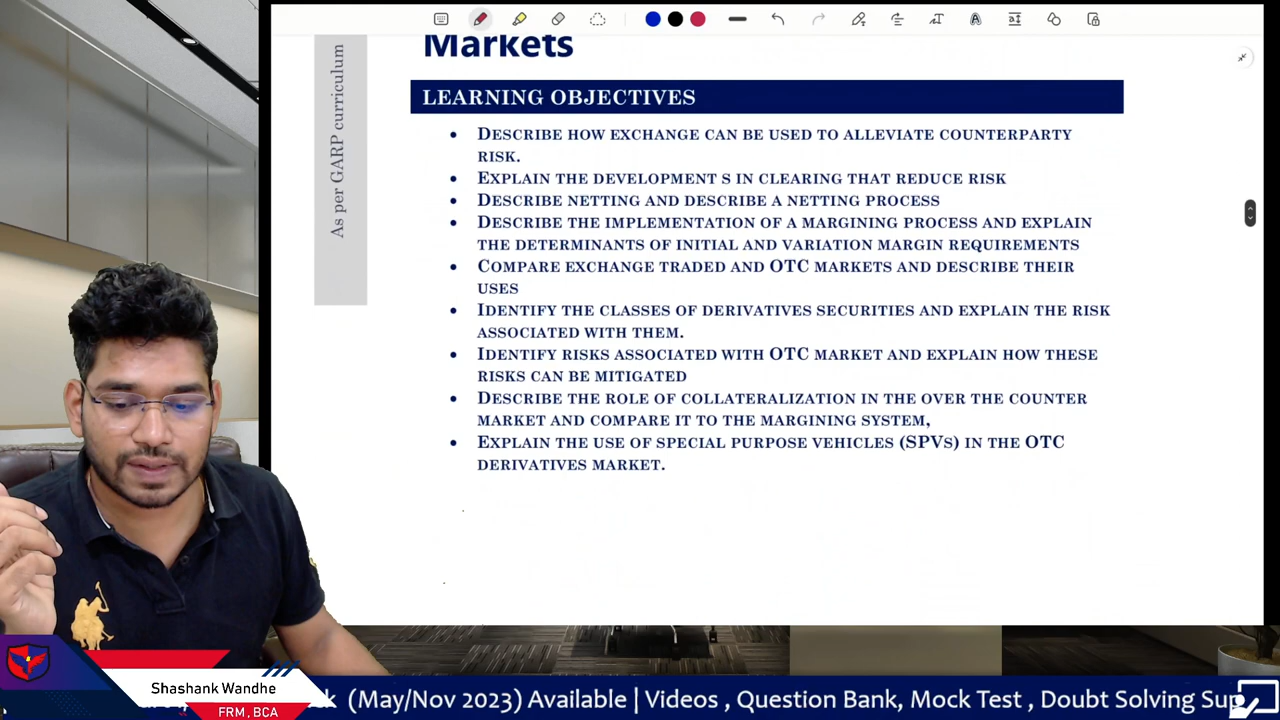 Markets
As per GARP curriculum
LEARNING OBJECTIVES
• DESCRIBE HOW EXCHANGE CAN BE USED TO ALLEVIATE COUNTERPARTY
RISK.
• EXPLAIN THE DEVELOPMENT S IN CLEARING THAT REDUCE RISK
• DESCRIBE NETTING AND DESCRIBE A NETTING PROCESS
• DESCRIBE THE IMPLEMENTATION OF A MARGINING PROCESS AND EXPLAIN
THE DETERMINANTS OF INITIAL AND VARIATION MARGIN REQUIREMENTS
• COMPARE EXCHANGE TRADED AND OTC MARKETS AND DESCRIBE THEIR
USES
• IDENTIFY THE CLASSES OF DERIVATIVES SECURITIES AND EXPLAIN THE RISK
ASSOCIATED WITH THEM.
• IDENTIFY RISKS ASSOCIATED WITH OTC MARKET AND EXPLAIN HOW THESE
RISKS CAN BE MITIGATED
• DESCRIBE THE ROLE OF COLLATERALIZATION IN THE OVER THE COUNTER
MARKET AND COMPARE IT TO THE MARGINING SYSTEM,
• EXPLAIN THE USE OF SPECIAL PURPOSE VEHICLES (SPVS) IN THE OTC
DERIVATIVES MARKET.
Shashank Wandhe
FRM, BCA
(May/Nov 2023) Available | Videos , Question Bank, Mock Test , Doubt Solving Sup